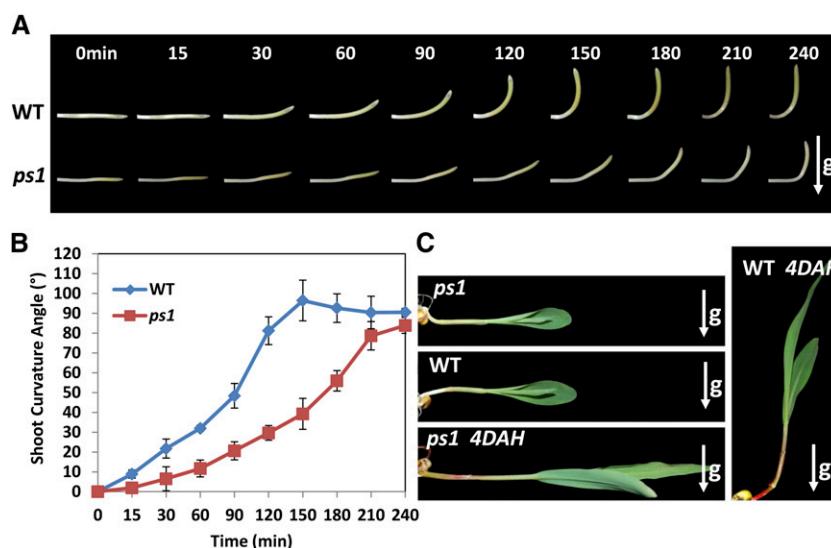 A
0min 15 30 60 90 120 150 180 210 240
WT
ps1
g
B
120
110
100
90
80
70
60
50
40
30
20
10
0
Shoot Curvature Angle (°)
WT
ps1
0 15 30 60 90 120 150 180 210 240
Time (min)
C
ps1
g
WT
g
ps1 4DAH
g
WT 4DAH
g